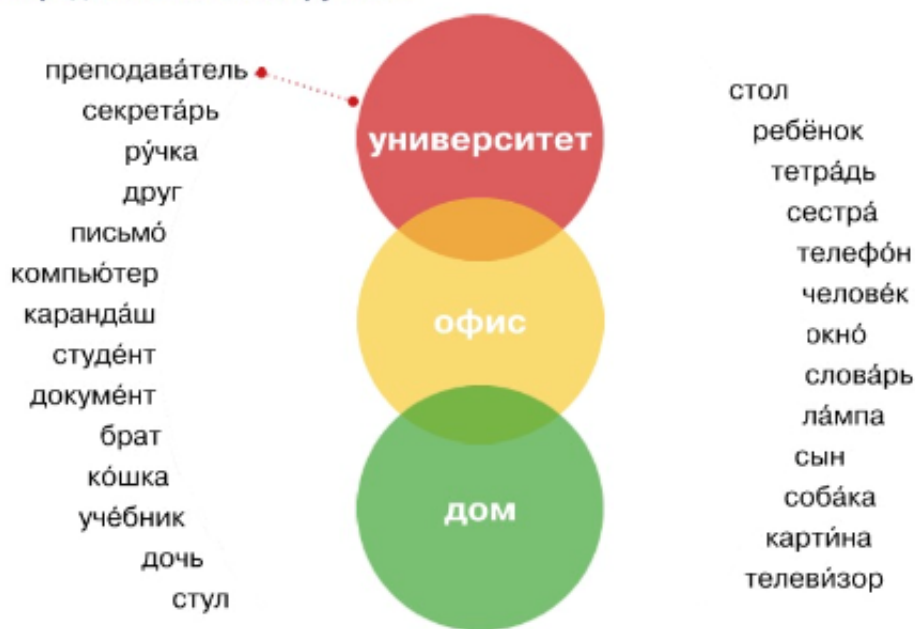 преподава́тель
секрета́рь
ру́чка
друг
письмо́
компью́тер
каранда́ш
студе́нт
докуме́нт
брат
ко́шка
уче́бник
дочь
стул
университет
офис
дом
стол
ребёнок
тетра́дь
сестра́
телефо́н
челове́к
окно́
слова́рь
ла́мпа
сын
соба́ка
карти́на
телеви́зор